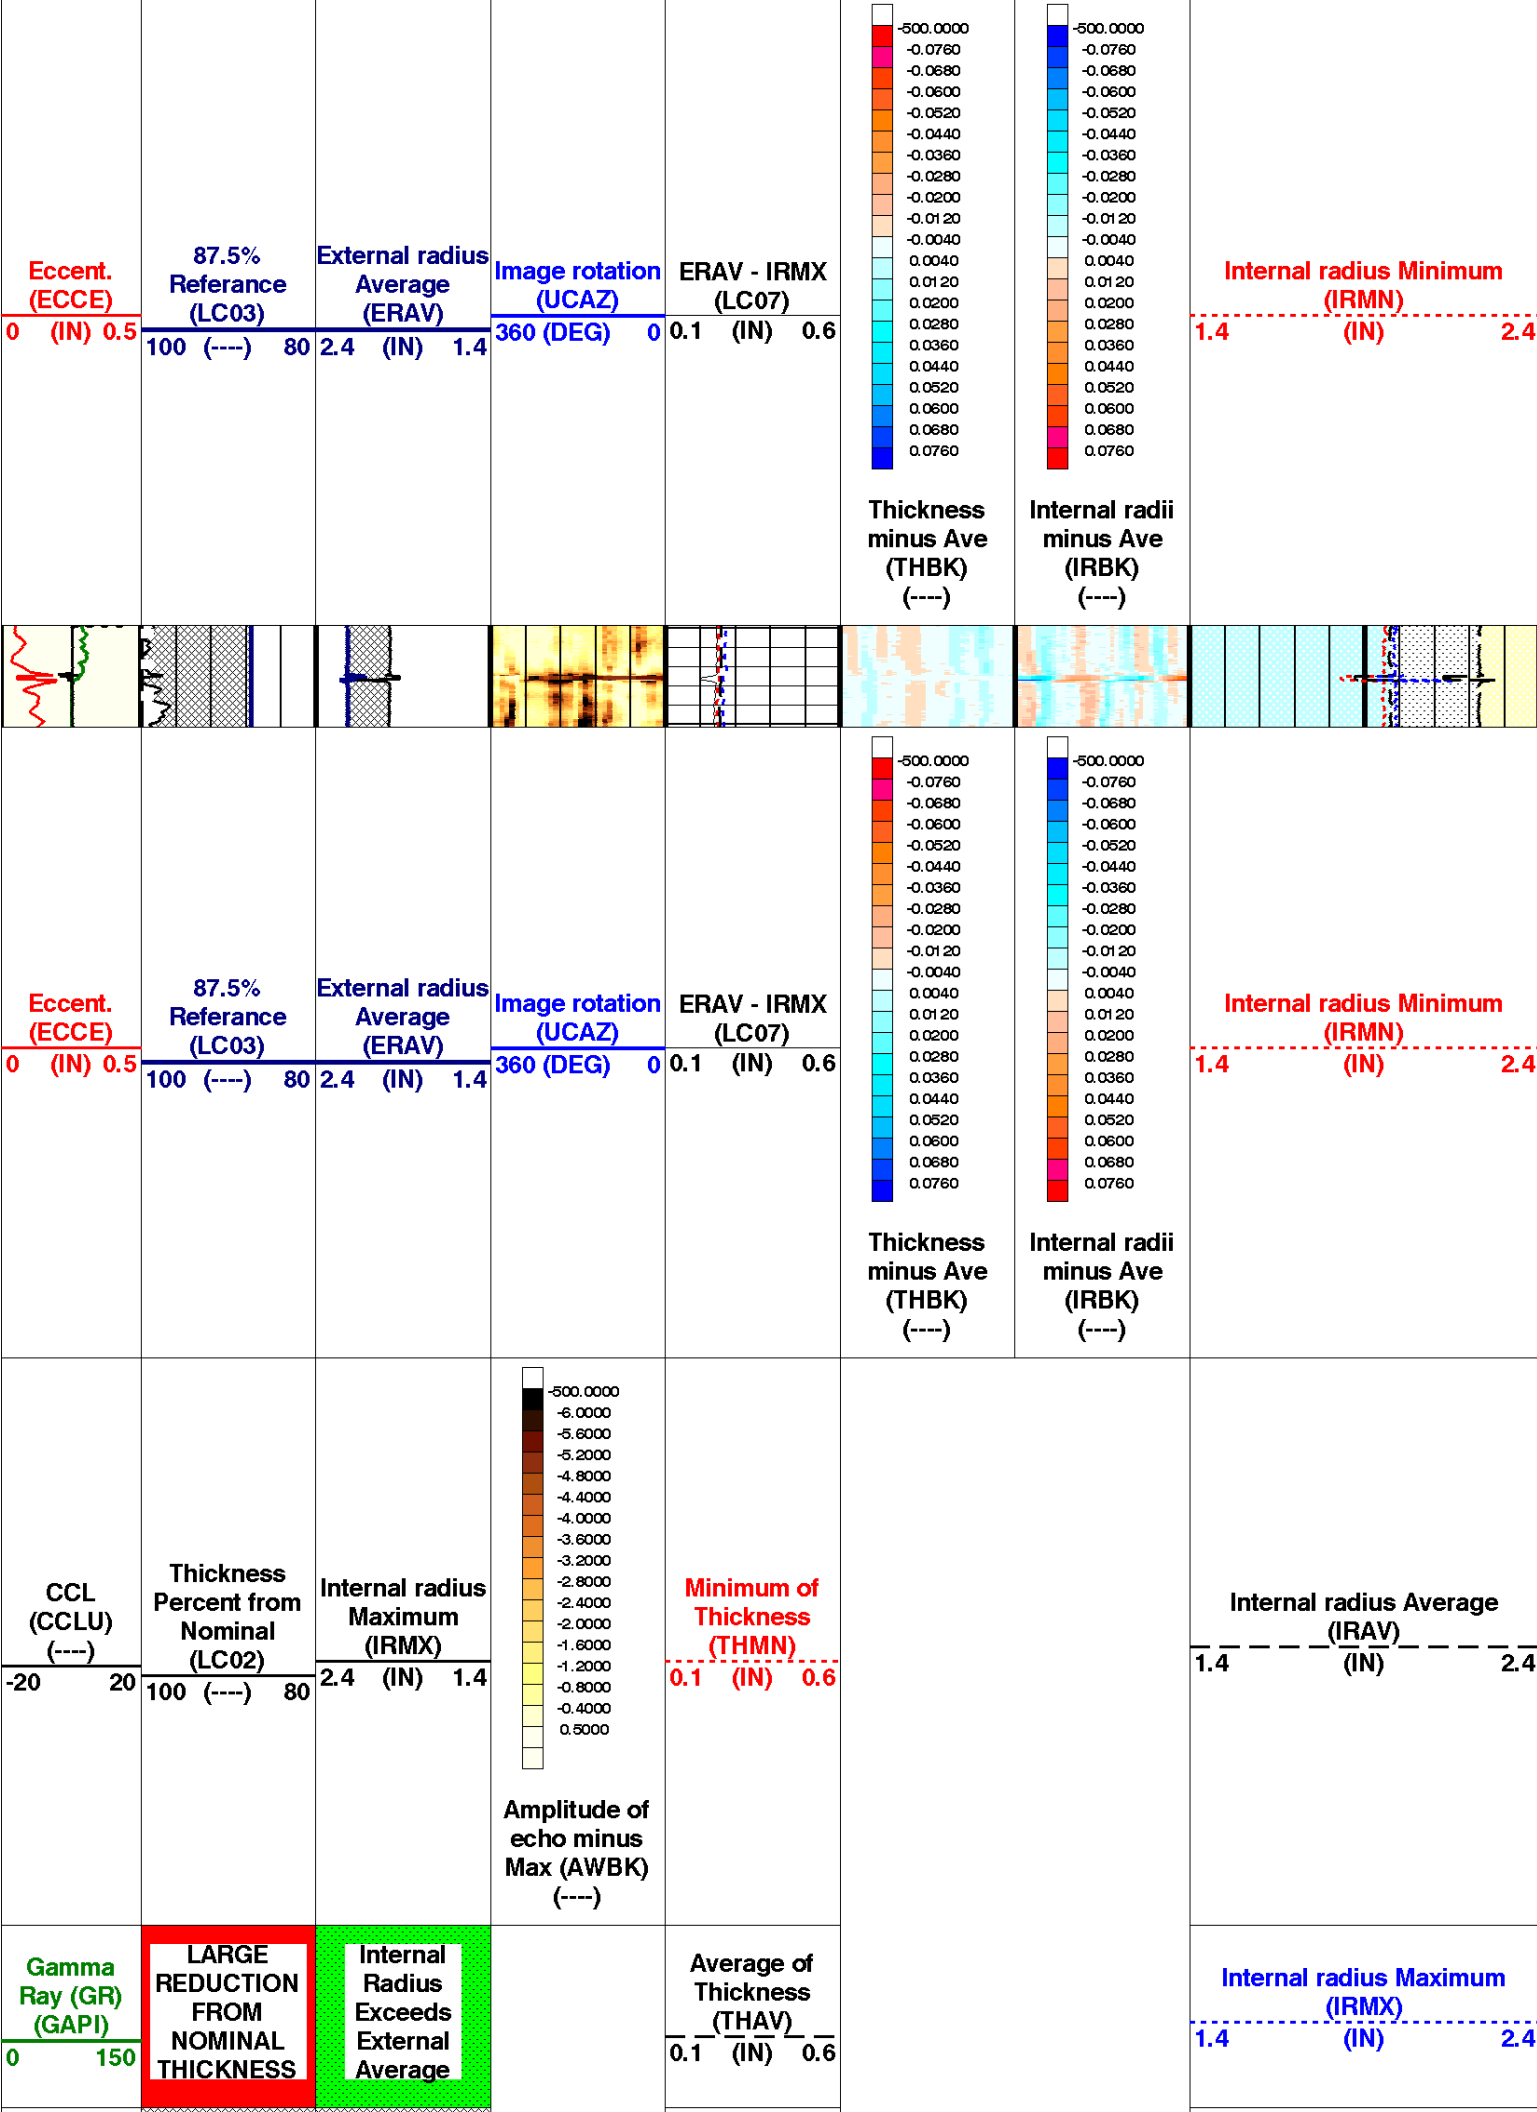 -500.0000
-0.0760
-0.0680
-0.0600
-0.0520
-0.0440
-0.0360
-0.0280
-0.0200
-0.0120
-0.0040
0.0040
0.0120
0.0200
0.0280
0.0360
0.0440
0.0520
0.0600
0.0680
0.0760
-500.0000
-0.0760
-0.0680
-0.0600
-0.0520
-0.0440
-0.0360
-0.0280
-0.0200
-0.0120
-0.0040
0.0040
0.0120
0.0200
0.0280
0.0360
0.0440
0.0520
0.0600
0.0680
0.0760
Eccent.
(ECCE)
0 (IN) 0.5
87.5%
Referance
(LC03)
100 (----) 80
External radius
Average
(ERAV)
2.4 (IN) 1.4
Image rotation
(UCAZ)
360 (DEG) 0
ERAV - IRMX
(LC07)
0.1 (IN) 0.6
Thickness
minus Ave
(THBK)
(----)
Internal radii
minus Ave
(IRBK)
(----)
Internal radius Minimum
(IRMN)
1.4 (IN) 2.4
-500.0000
-0.0760
-0.0680
-0.0600
-0.0520
-0.0440
-0.0360
-0.0280
-0.0200
-0.0120
-0.0040
0.0040
0.0120
0.0200
0.0280
0.0360
0.0440
0.0520
0.0600
0.0680
0.0760
-500.0000
-0.0760
-0.0680
-0.0600
-0.0520
-0.0440
-0.0360
-0.0280
-0.0200
-0.0120
-0.0040
0.0040
0.0120
0.0200
0.0280
0.0360
0.0440
0.0520
0.0600
0.0680
0.0760
Eccent.
(ECCE)
0 (IN) 0.5
87.5%
Referance
(LC03)
100 (----) 80
External radius
Average
(ERAV)
2.4 (IN) 1.4
Image rotation
(UCAZ)
360 (DEG) 0
ERAV - IRMX
(LC07)
0.1 (IN) 0.6
Thickness
minus Ave
(THBK)
(----)
Internal radii
minus Ave
(IRBK)
(----)
Internal radius Minimum
(IRMN)
1.4 (IN) 2.4
CCL
(CCLU)
(----)
-20 20
Thickness
Percent from
Nominal
(LC02)
100 (----) 80
Internal radius
Maximum
(IRMX)
2.4 (IN) 1.4
-500.0000
-6.0000
-5.6000
-5.2000
-4.8000
-4.4000
-4.0000
-3.6000
-3.2000
-2.8000
-2.4000
-2.0000
-1.6000
-1.2000
-0.8000
-0.4000
0.5000
Amplitude of
echo minus
Max (AWBK)
(----)
Minimum of
Thickness
(THMN)
0.1 (IN) 0.6
Internal radius Average
(IRAV)
1.4 (IN) 2.4
Gamma
Ray (GR)
(GAPI)
0 150
LARGE
REDUCTION
FROM
NOMINAL
THICKNESS
Internal
Radius
Exceeds
External
Average
Average of
Thickness
(THAV)
0.1 (IN) 0.6
Internal radius Maximum
(IRMX)
1.4 (IN) 2.4